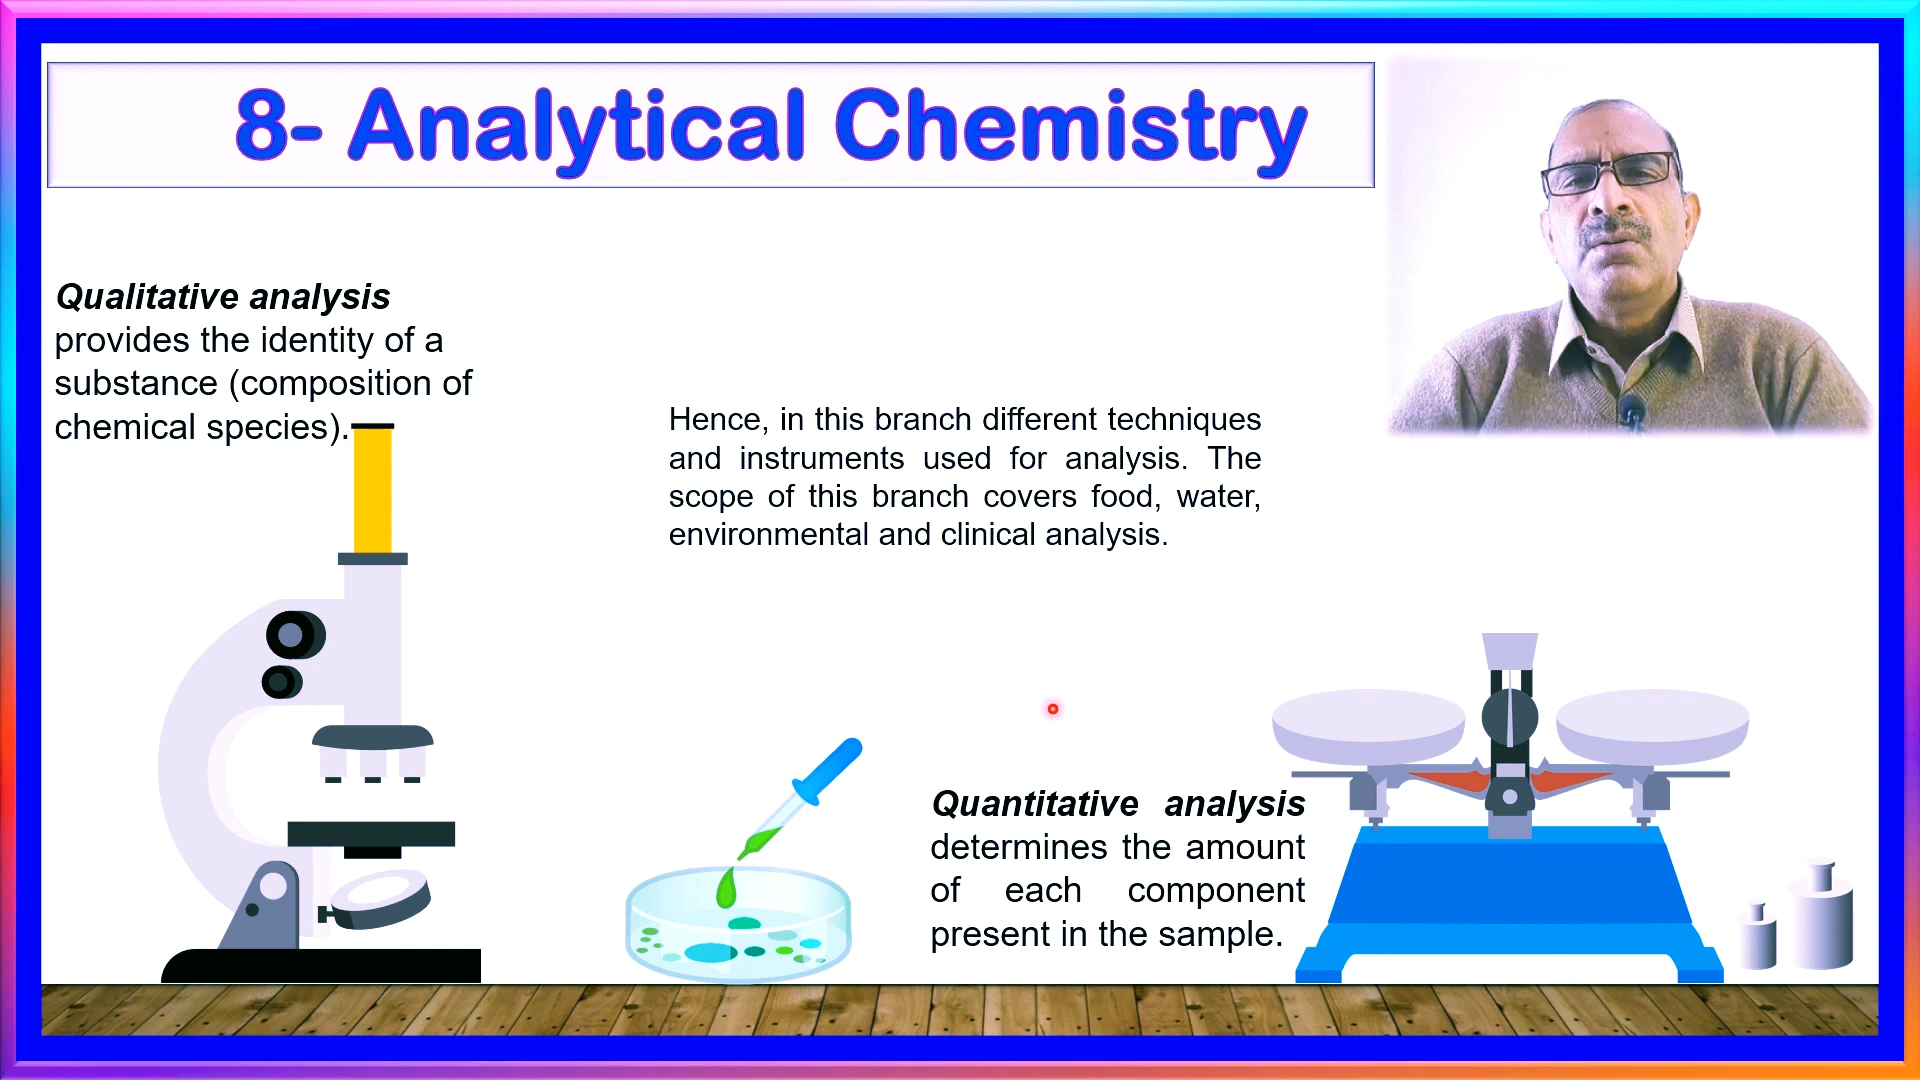 8- Analytical Chemistry
Qualitative analysis
provides the identity of a
substance (composition of
chemical species).
Hence, in this branch different techniques
and instruments used for analysis. The
scope of this branch covers food, water,
environmental and clinical analysis.
Quantitative analysis
determines the amount
of each component
present in the sample.